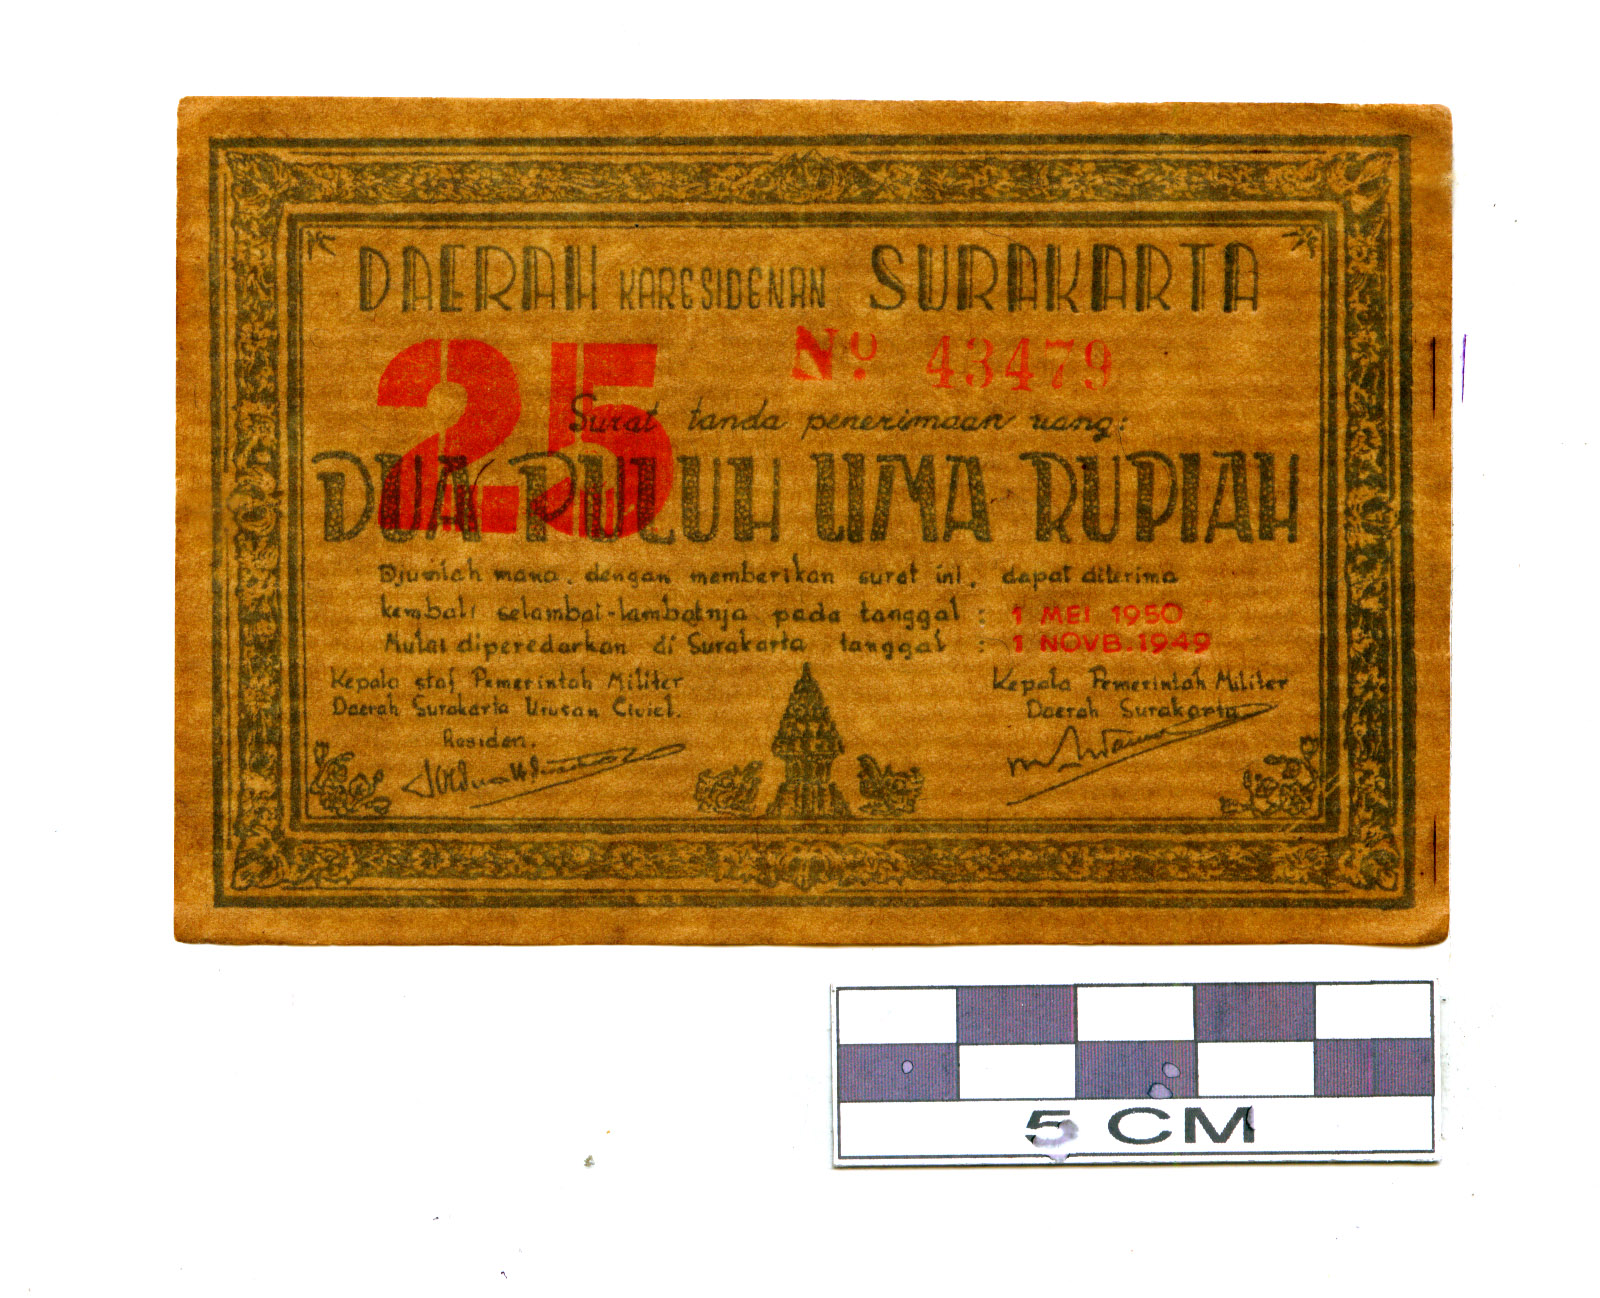 DAERAH KARESIDENAN SURAKARTA
25
No 43479
Surat tanda penerimaan uang:
DUA PULUH LIMA RUPIAH
Djumlah mana, dengan memberikan surat ini, dapat diterima
kembali selambat-lambatnja pada tanggal : 1 MEI 1950
Mulai diperedarkan di Surakarta tanggal : 1 NOVB.1949
Kepala staf Pemerintah Militer
Daerah Surakarta Urusan Civiel.
Residen.
Kepala Pemerintah Militer
Daerah Surakarta
5 CM